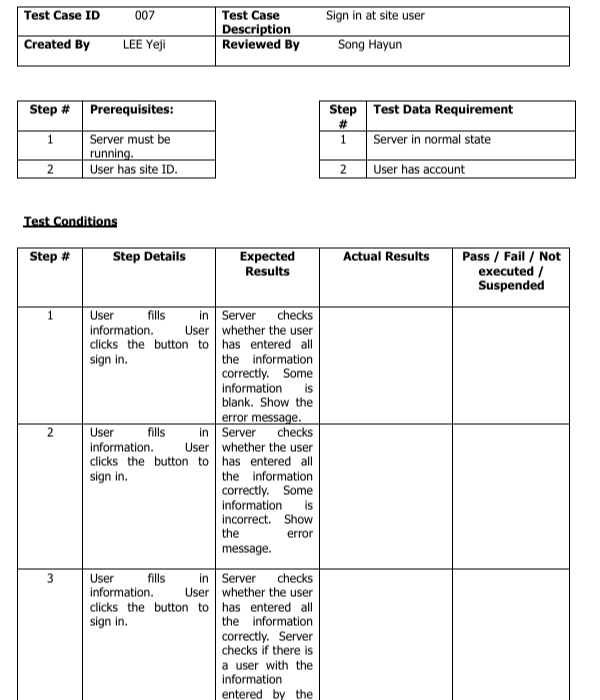 Test Case ID 007 Test Case Description Sign in at site user
Created By LEE Yeji Reviewed By Song Hayun
Step # Prerequisites:
1 Server must be running.
2 User has site ID.
Step # Test Data Requirement
1 Server in normal state
2 User has account
Test Conditions
Step # Step Details Expected Results Actual Results Pass / Fail / Not executed / Suspended
1
User fills in
information. User
clicks the button to
sign in.
Server checks
whether the user
has entered all
the information
correctly. Some
information is
blank. Show the
error message.
2
User fills in
information. User
clicks the button to
sign in.
Server checks
whether the user
has entered all
the information
correctly. Some
information is
incorrect. Show
the error
message.
3
User fills in
information. User
clicks the button to
sign in.
Server checks
whether the user
has entered all
the information
correctly. Server
checks if there is
a user with the
information
entered by the